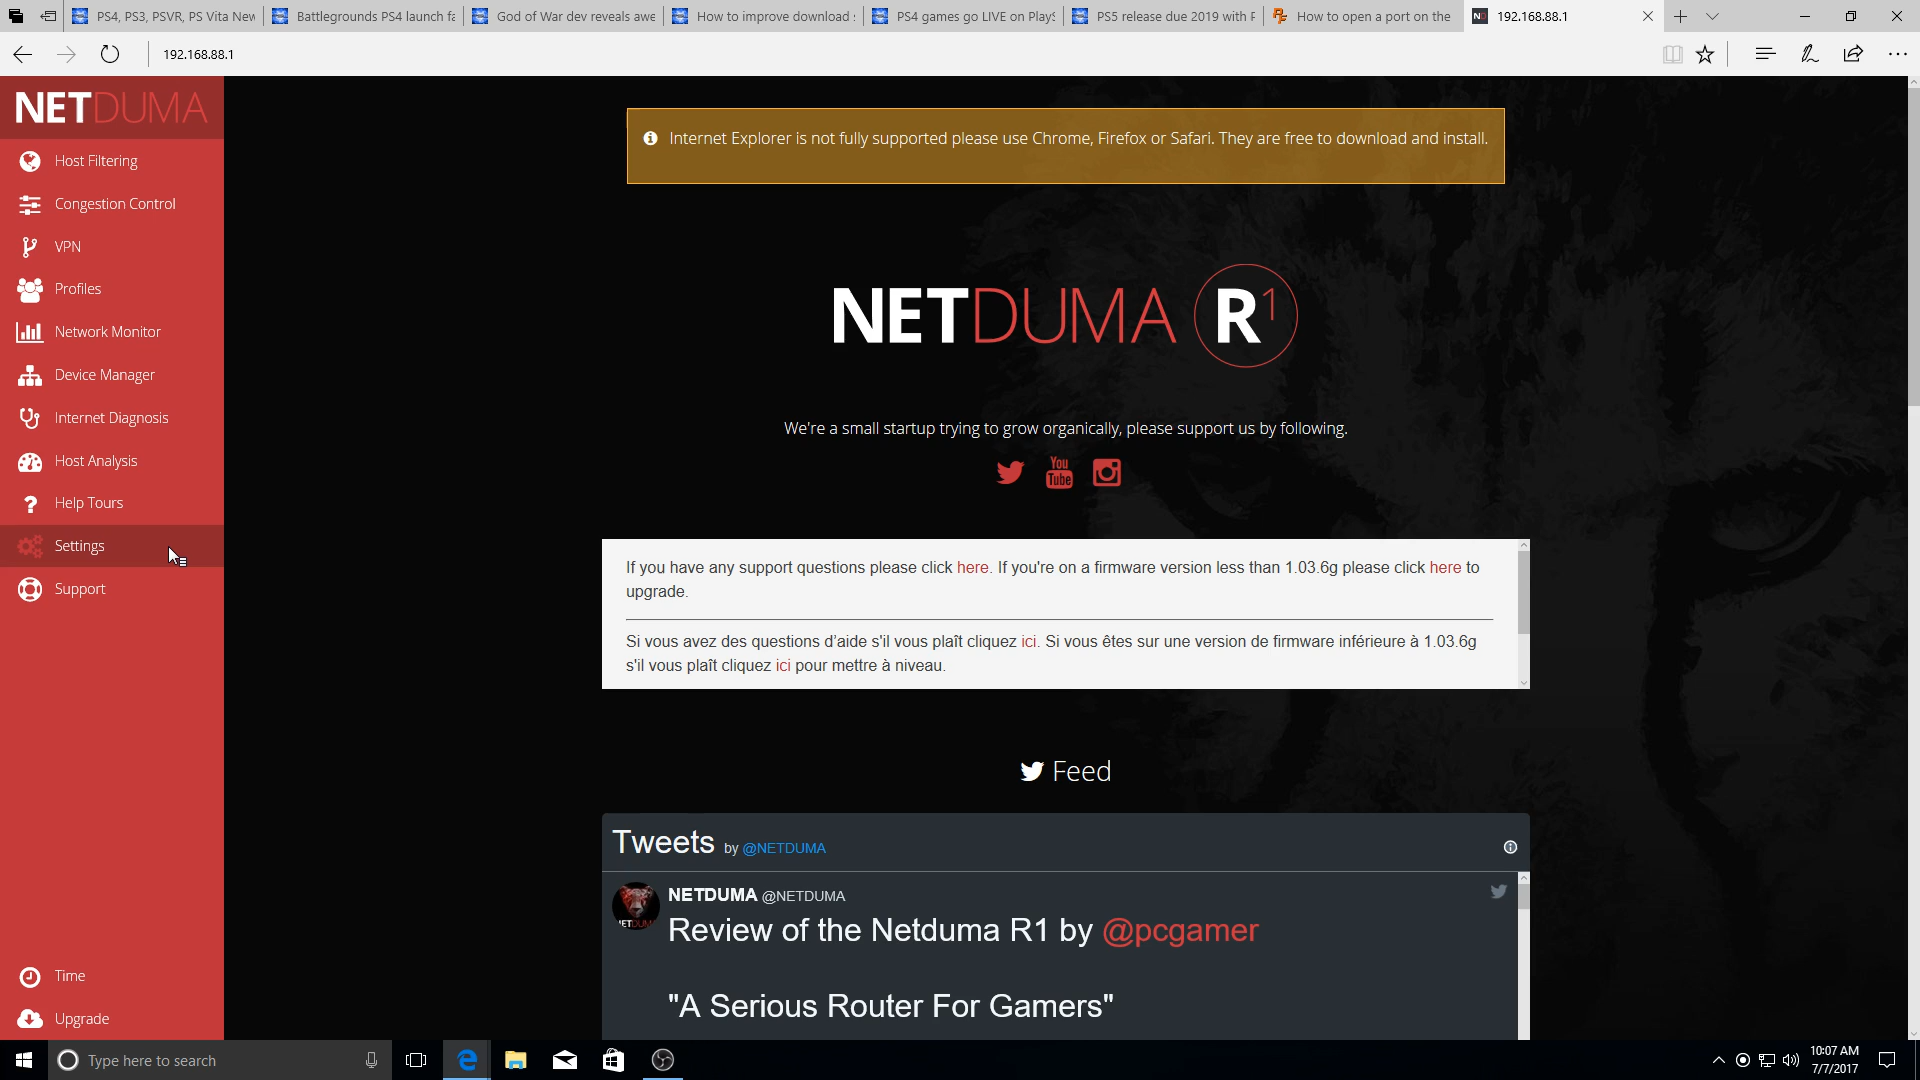 PS4, PS3, PSVR, PS Vita New
Battlegrounds PS4 launch fa
God of War dev reveals awe
How to improve download
PS4 games go LIVE on PlayS
PS5 release due 2019 with
How to open a port on the
192.168.88.1
192.168.88.1
NETDUMA
Host Filtering
Congestion Control
VPN
Profiles
Network Monitor
Device Manager
Internet Diagnosis
Host Analysis
Help Tours
Settings
Support
Time
Upgrade
Internet Explorer is not fully supported please use Chrome, Firefox or Safari. They are free to download and install.
NETDUMA R1
We're a small startup trying to grow organically, please support us by following.
You
Tube
If you have any support questions please click here. If you're on a firmware version less than 1.03.6g please click here to
upgrade.
Si vous avez des questions d'aide s'il vous plaît cliquez ici. Si vous êtes sur une version de firmware inférieure à 1.03.6g
s'il vous plaît cliquez ici pour mettre à niveau.
Feed
Tweets by @NETDUMA
NETDUMA @NETDUMA
Review of the Netduma R1 by @pcgamer
"A Serious Router For Gamers"
Type here to search
10:07 AM
7/7/2017